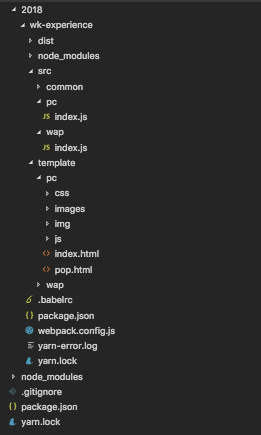 2018
wk-experience
dist
node_modules
src
common
pc
JS index.js
wap
JS index.js
template
pc
css
images
img
js
<> index.html
<> pop.html
wap
.babelrc
{} package.json
webpack.config.js
yarn-error.log
yarn.lock
node_modules
.gitignore
{} package.json
yarn.lock